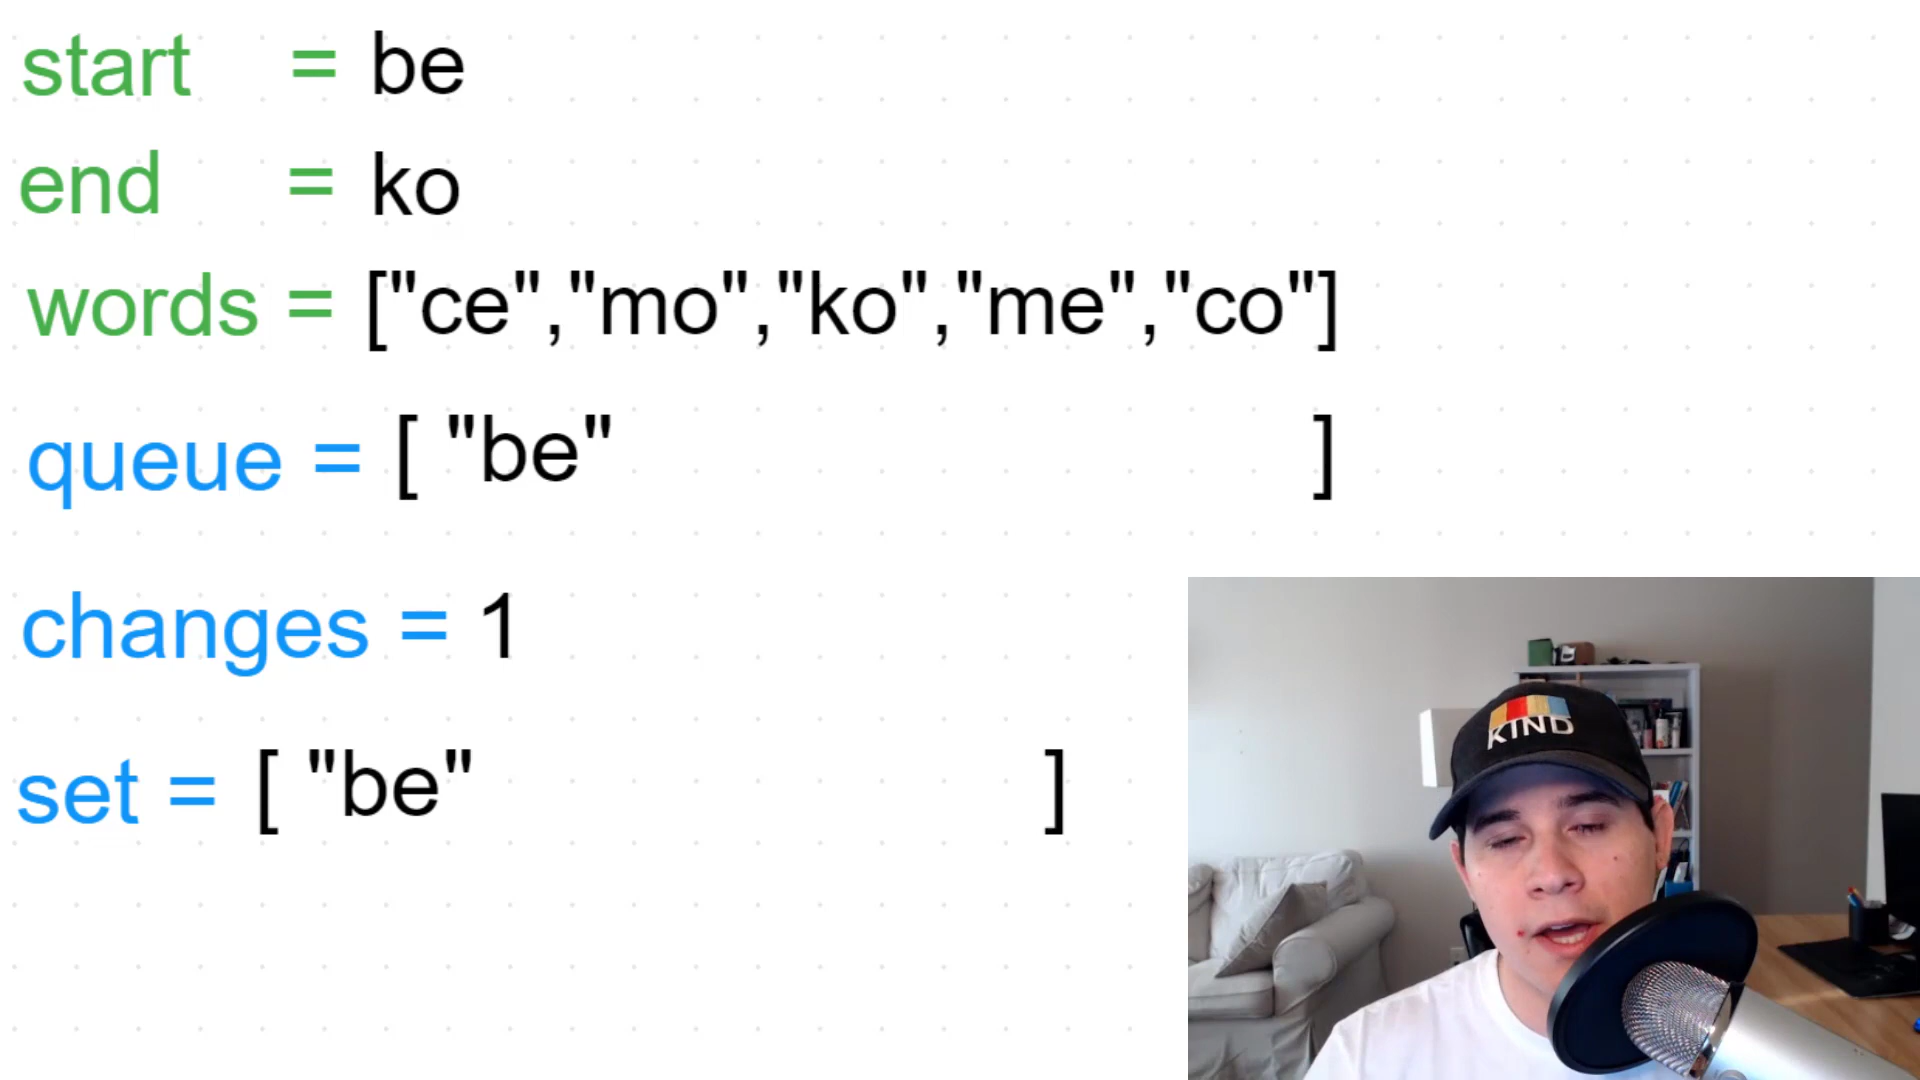 start = be
end = ko
words = ["ce","mo","ko","me","co"]
queue = [ "be" ]
changes = 1
set = [ "be" ]
KIND